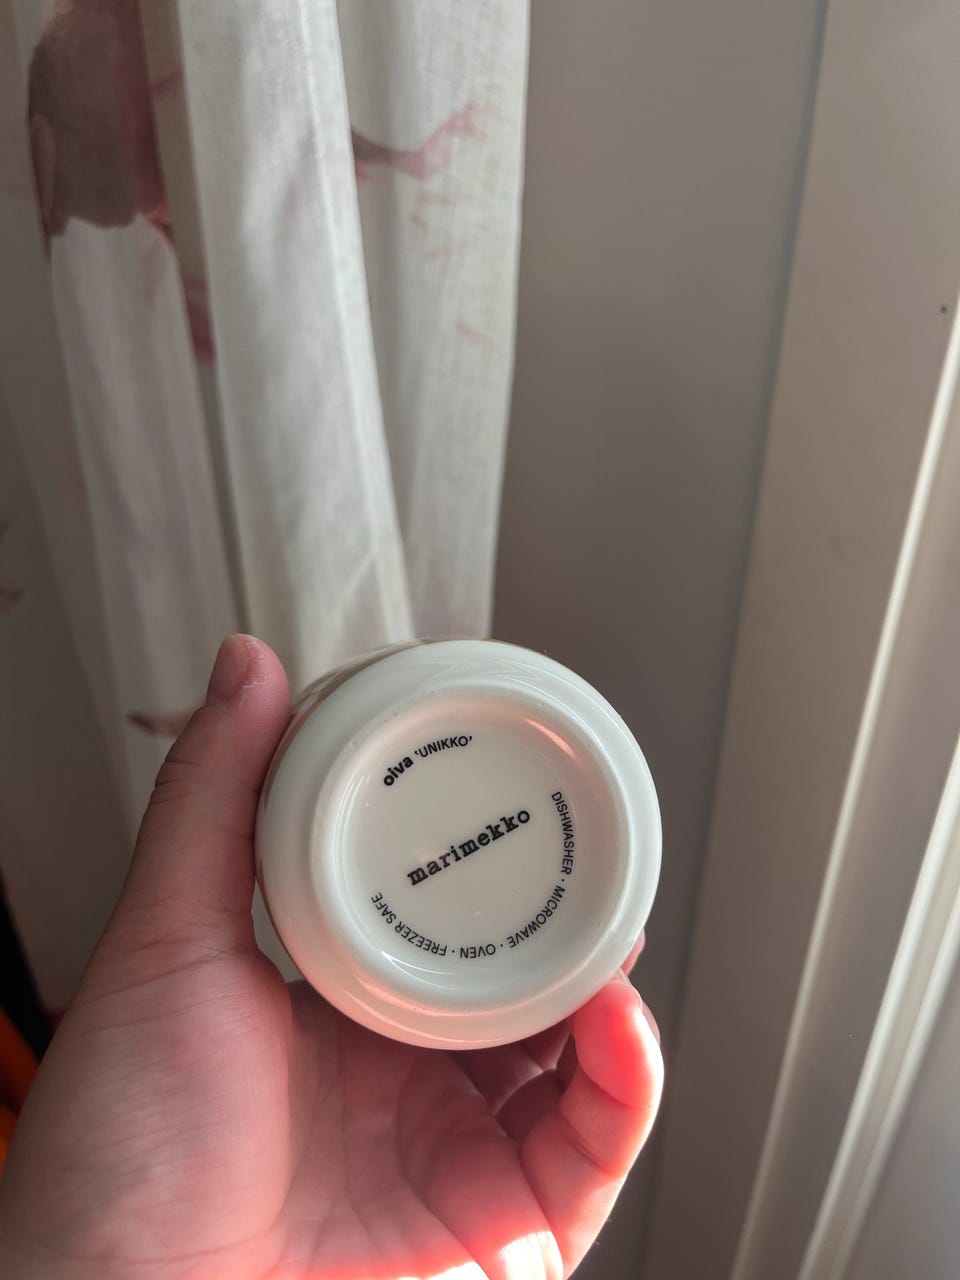 oiva ‘UNIKKO’
marimekko
DISHWASHER · MICROWAVE · OVEN · FREEZER SAFE